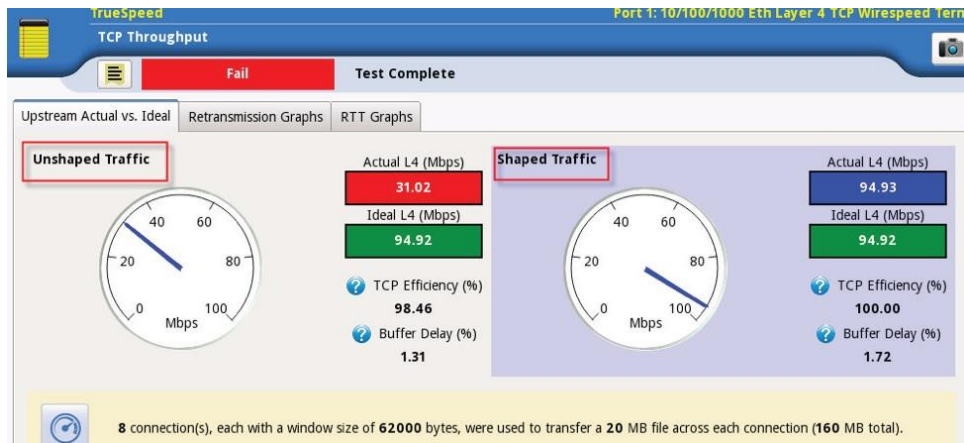 TrueSpeed
Port 1: 10/100/1000 Eth Layer 4 TCP Wirespeed Term
TCP Throughput
Fail
Test Complete
Upstream Actual vs. Ideal
Retransmission Graphs
RTT Graphs
Unshaped Traffic
0
20
40
60
80
100
Mbps
Actual L4 (Mbps)
31.02
Ideal L4 (Mbps)
94.92
TCP Efficiency (%)
98.46
Buffer Delay (%)
1.31
Shaped Traffic
0
20
40
60
80
100
Mbps
Actual L4 (Mbps)
94.93
Ideal L4 (Mbps)
94.92
TCP Efficiency (%)
100.00
Buffer Delay (%)
1.72
8 connection(s), each with a window size of 62000 bytes, were used to transfer a 20 MB file across each connection (160 MB total).